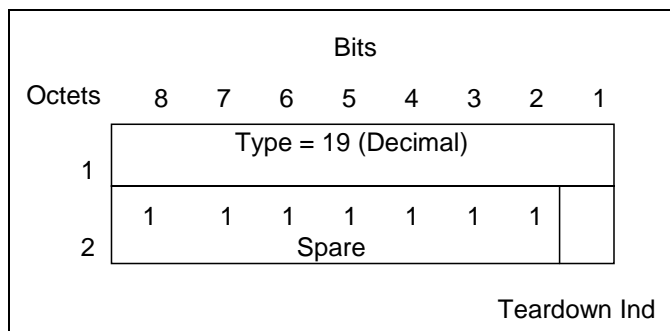 Bits
Octets 8 7 6 5 4 3 2 1
Type = 19 (Decimal)
1
1 1 1 1 1 1 1
2 Spare
Teardown Ind